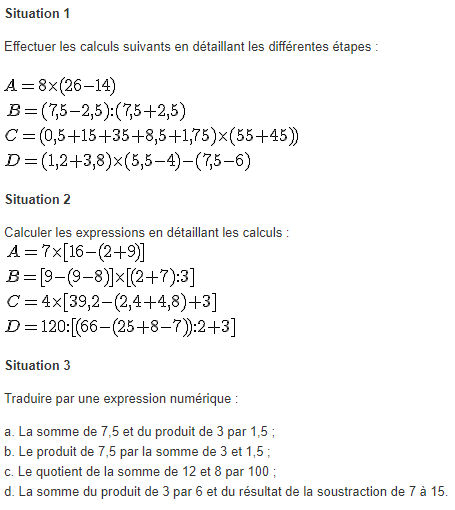 Situation 1
Effectuer les calculs suivants en détaillant les différentes étapes :
A = 8×(26−14)
B = (7,5−2,5):(7,5+2,5)
C = (0,5+15+35+8,5+1,75)×(55+45))
D = (1,2+3,8)×(5,5−4)−(7,5−6)
Situation 2
Calculer les expressions en détaillant les calculs :
A = 7×[16−(2+9)]
B = [9−(9−8)]×[(2+7):3]
C = 4×[39,2−(2,4+4,8)+3]
D = 120:[(66−(25+8−7)):2+3]
Situation 3
Traduire par une expression numérique :
a. La somme de 7,5 et du produit de 3 par 1,5 ;
b. Le produit de 7,5 par la somme de 3 et 1,5 ;
c. Le quotient de la somme de 12 et 8 par 100 ;
d. La somme du produit de 3 par 6 et du résultat de la soustraction de 7 à 15.